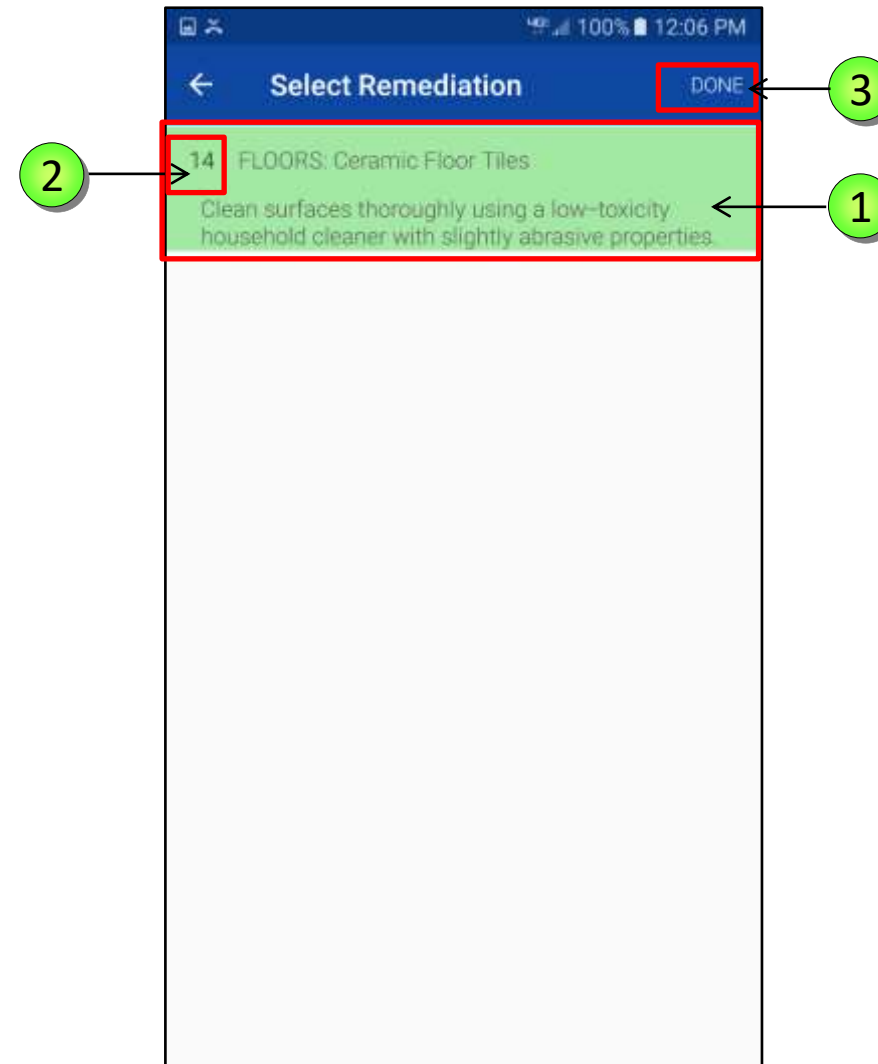 100% 12:06 PM
Select Remediation
DONE
3
2
14 FLOORS: Ceramic Floor Tiles
1
Clean surfaces thoroughly using a low-toxicity
household cleaner with slightly abrasive properties.